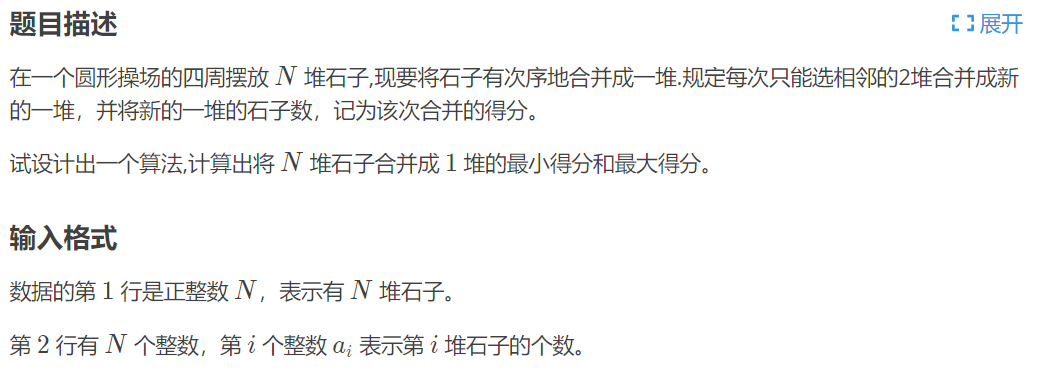 题目描述 展开
在一个圆形操场的四周摆放 N 堆石子,现要将石子有次序地合并成一堆.规定每次只能选相邻的2堆合并成新
的一堆，并将新的一堆的石子数，记为该次合并的得分。
试设计出一个算法,计算出将 N 堆石子合并成 1 堆的最小得分和最大得分。
输入格式
数据的第 1 行是正整数 N，表示有 N 堆石子。
第 2 行有 N 个整数，第 i 个整数 aᵢ 表示第 i 堆石子的个数。